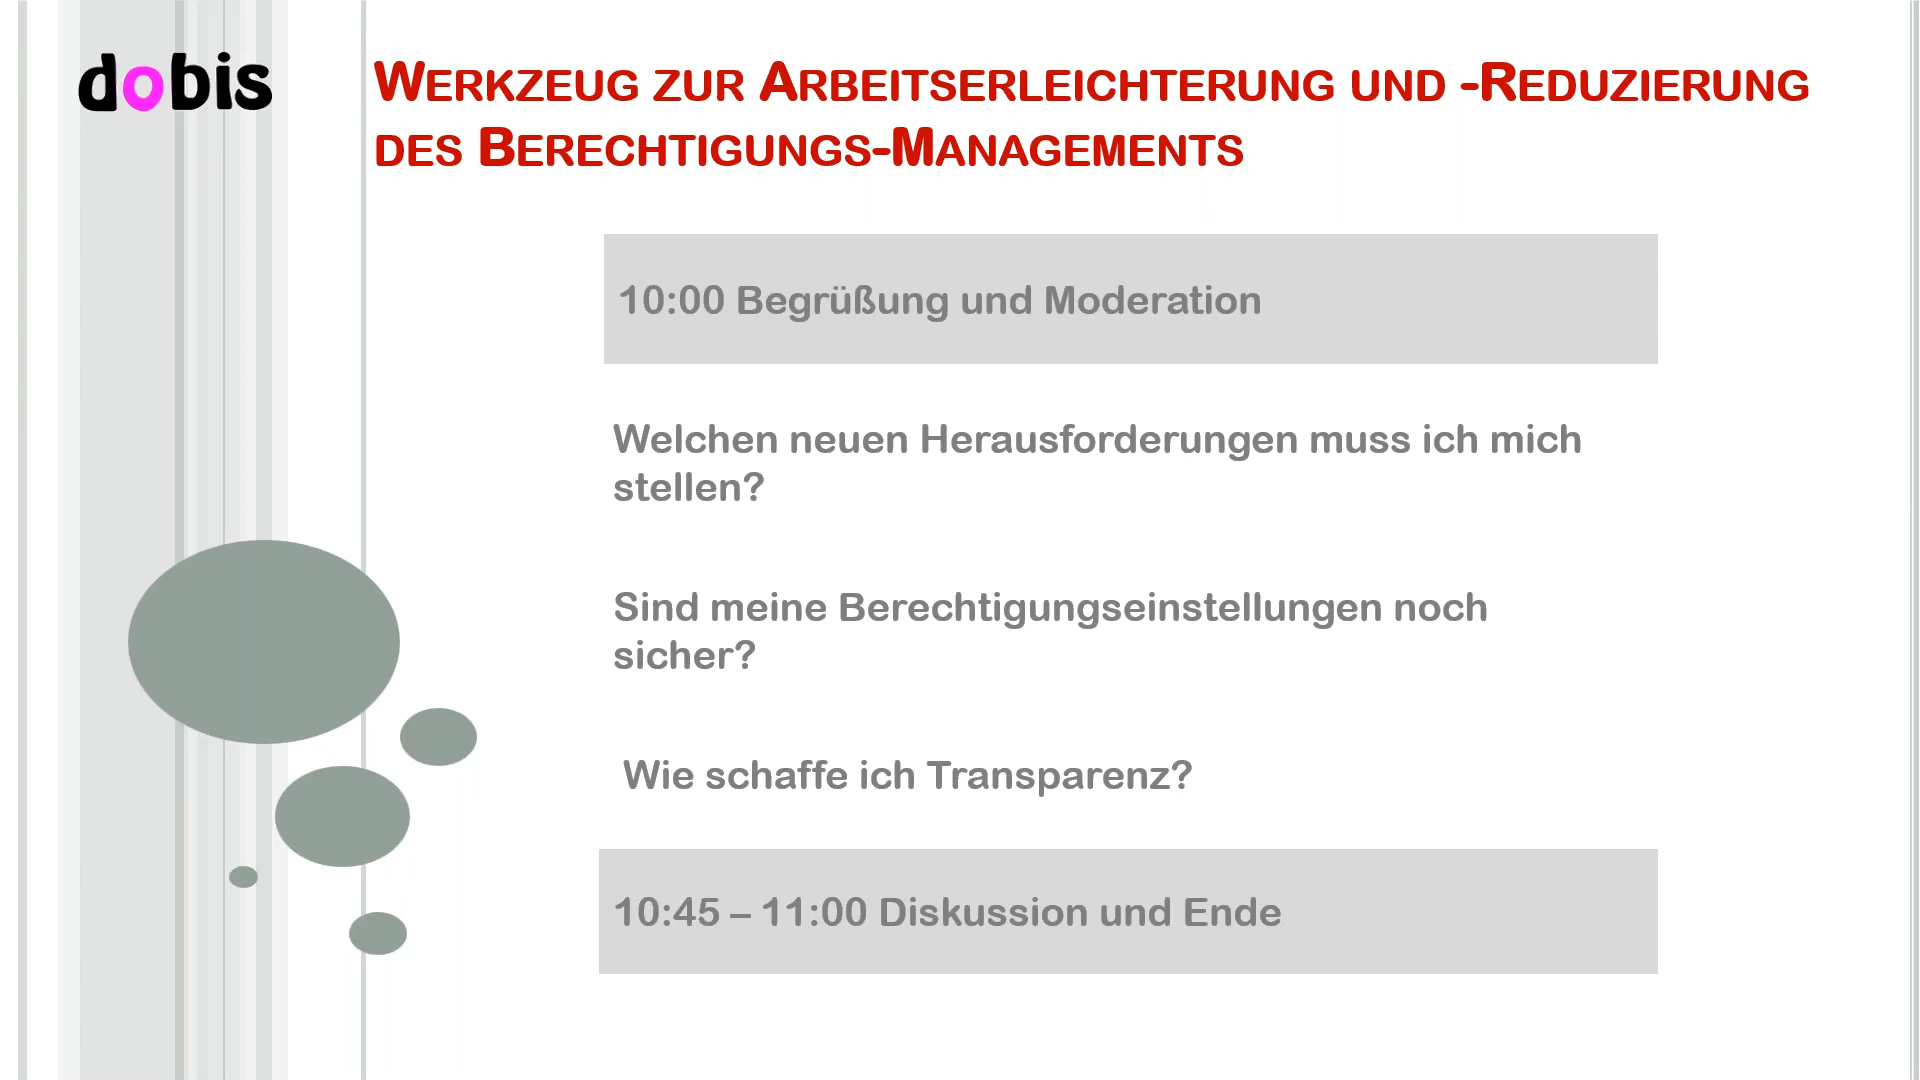 dobis
Werkzeug zur Arbeitserleichterung und -Reduzierung
des Berechtigungs-Managements
10:00 Begrüßung und Moderation
Welchen neuen Herausforderungen muss ich mich
stellen?
Sind meine Berechtigungseinstellungen noch
sicher?
Wie schaffe ich Transparenz?
10:45 – 11:00 Diskussion und Ende